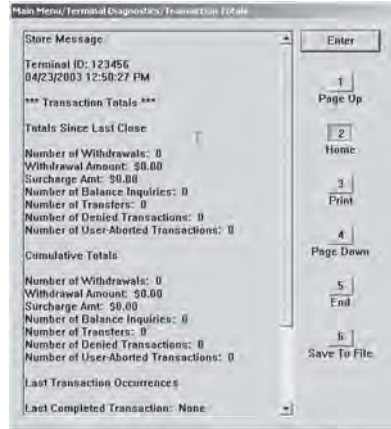 Main Menu/Terminal Diagnostics/Transaction Totals
Store Message
Terminal ID: 123456
04/23/2003 12:50:27 PM
*** Transaction Totals ***
Totals Since Last Close
Number of Withdrawals: 0
Withdrawal Amount: $0.00
Surcharge Amt: $0.00
Number of Balance Inquiries: 0
Number of Transfers: 0
Number of Denied Transactions: 0
Number of User-Aborted Transactions: 0
Cumulative Totals
Number of Withdrawals: 0
Withdrawal Amount: $0.00
Surcharge Amt: $0.00
Number of Balance Inquiries: 0
Number of Transfers: 0
Number of Denied Transactions: 0
Number of User-Aborted Transactions: 0
Last Transaction Occurrences
Last Completed Transaction: None
Enter
1
Page Up
2
Home
3
Print
4
Page Down
5
End
6
Save To File